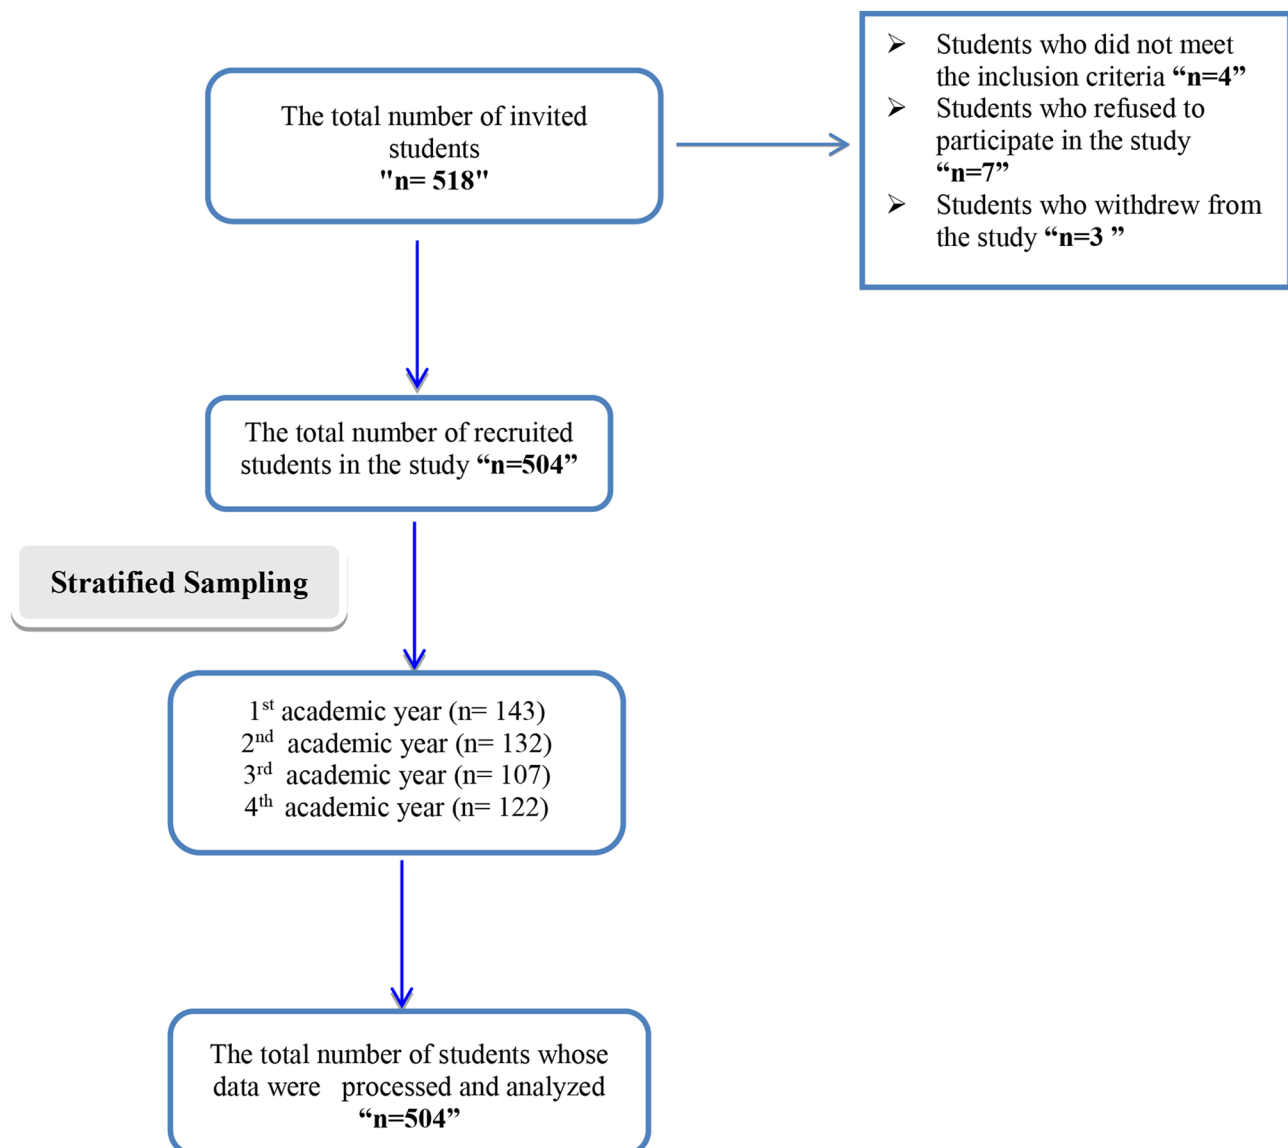 The total number of invited
students
"n= 518"
➢ Students who did not meet
the inclusion criteria “n=4”
➢ Students who refused to
participate in the study
“n=7”
➢ Students who withdrew from
the study “n=3 ”
The total number of recruited
students in the study “n=504”
Stratified Sampling
1st academic year (n= 143)
2nd academic year (n= 132)
3rd academic year (n= 107)
4th academic year (n= 122)
The total number of students whose
data were processed and analyzed
“n=504”